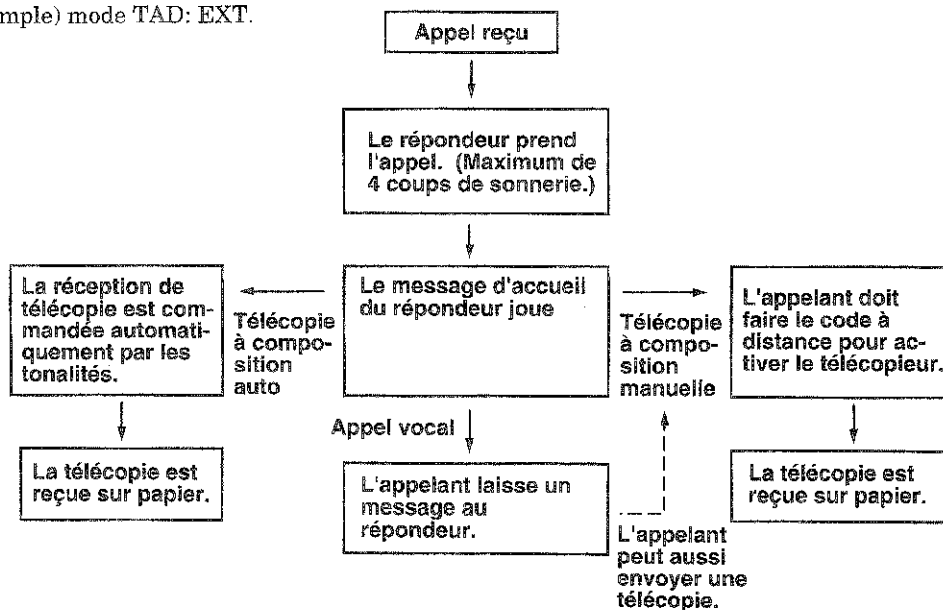 mple) mode TAD: EXT.
Appel reçu
Le répondeur prend
l'appel. (Maximum de
4 coups de sonnerie.)
La réception de
télécopie est com-
mandée automati-
quement par les
tonalités.
Télécopie
à compo-
sition
auto
Le message d'accueil
du répondeur joue
Télécopie
à compo-
sition
manuelle
L'appelant doit
faire le code à
distance pour ac-
tiver le télécopieur.
Appel vocal
La télécopie est
reçue sur papier.
L'appelant laisse un
message au
répondeur.
La télécopie est
reçue sur papier.
L'appelant
peut aussi
envoyer une
télécopie.